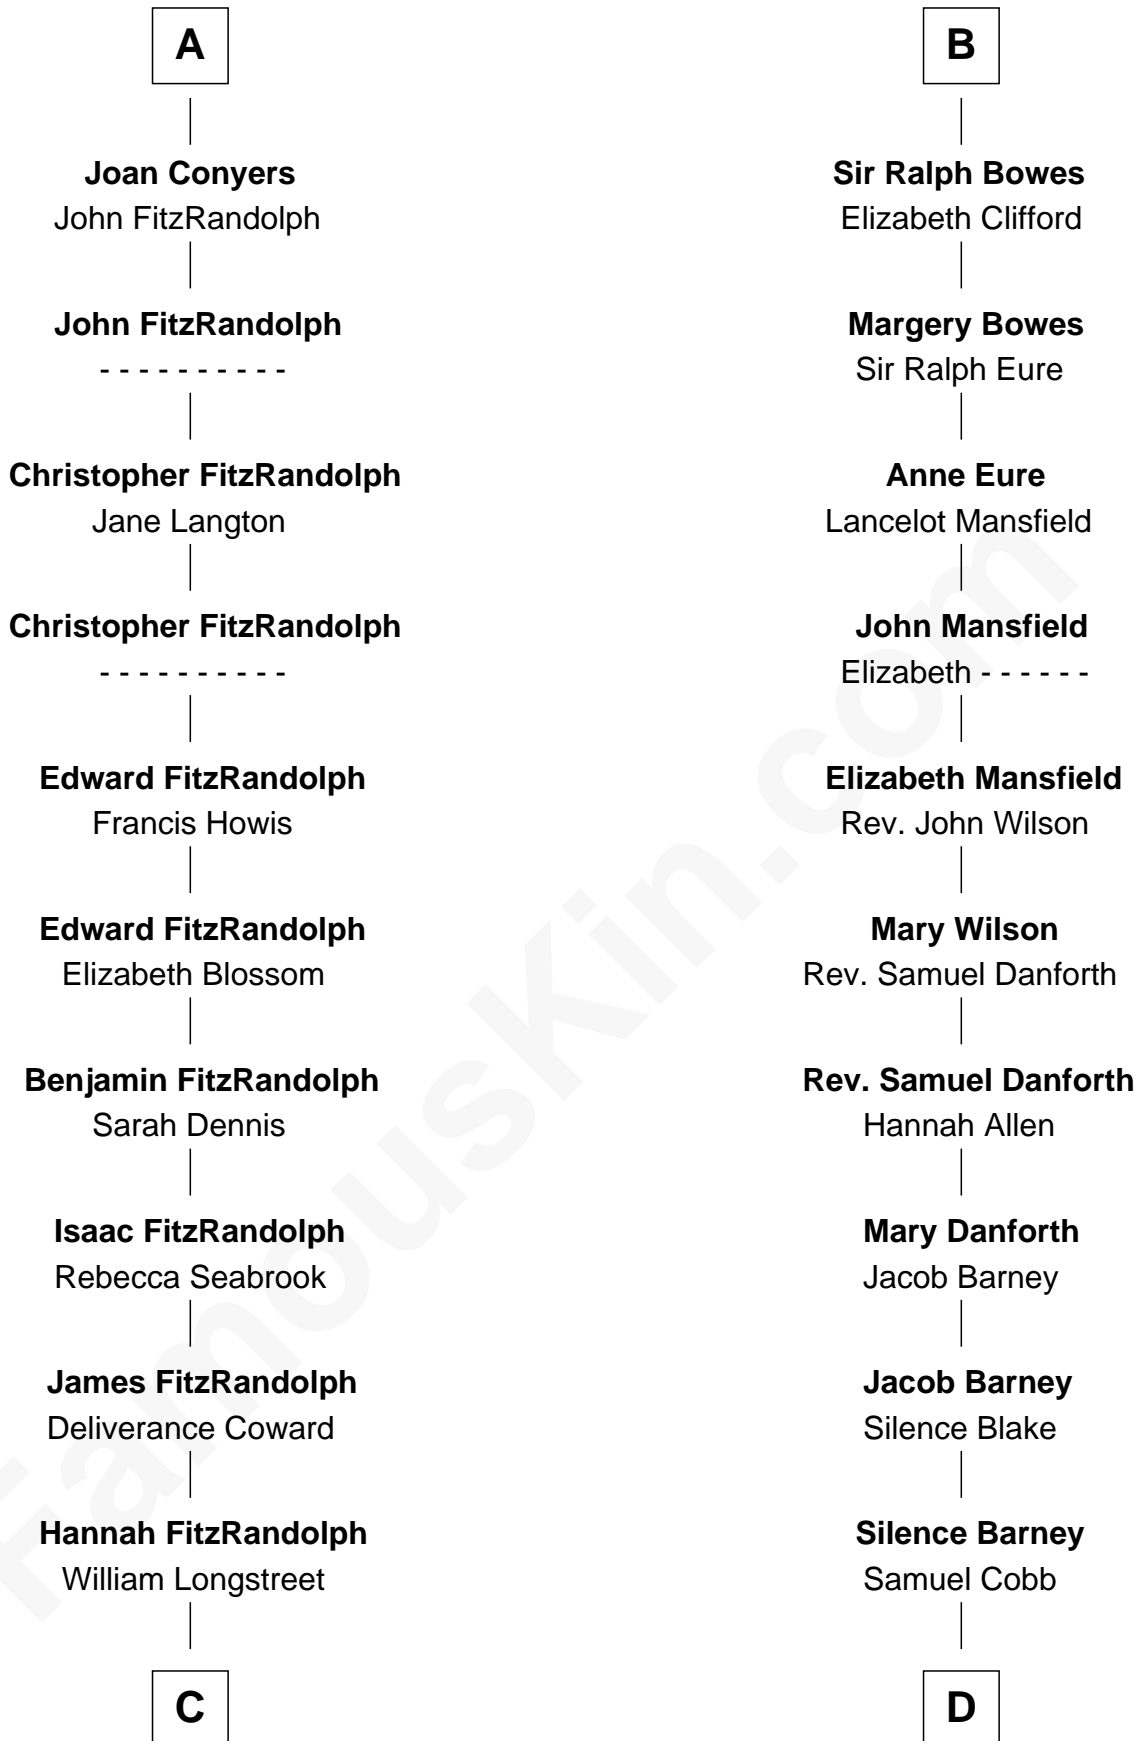 A
Joan Conyers
John FitzRandolph
John FitzRandolph
- - - - - - - - - -
Christopher FitzRandolph
Jane Langton
Christopher FitzRandolph
- - - - - - - - - -
Edward FitzRandolph
Francis Howis
Edward FitzRandolph
Elizabeth Blossom
Benjamin FitzRandolph
Sarah Dennis
Isaac FitzRandolph
Rebecca Seabrook
James FitzRandolph
Deliverance Coward
Hannah FitzRandolph
William Longstreet
C
B
Sir Ralph Bowes
Elizabeth Clifford
Margery Bowes
Sir Ralph Eure
Anne Eure
Lancelot Mansfield
John Mansfield
Elizabeth - - - - - -
Elizabeth Mansfield
Rev. John Wilson
Mary Wilson
Rev. Samuel Danforth
Rev. Samuel Danforth
Hannah Allen
Mary Danforth
Jacob Barney
Jacob Barney
Silence Blake
Silence Barney
Samuel Cobb
D
FamousKin.com